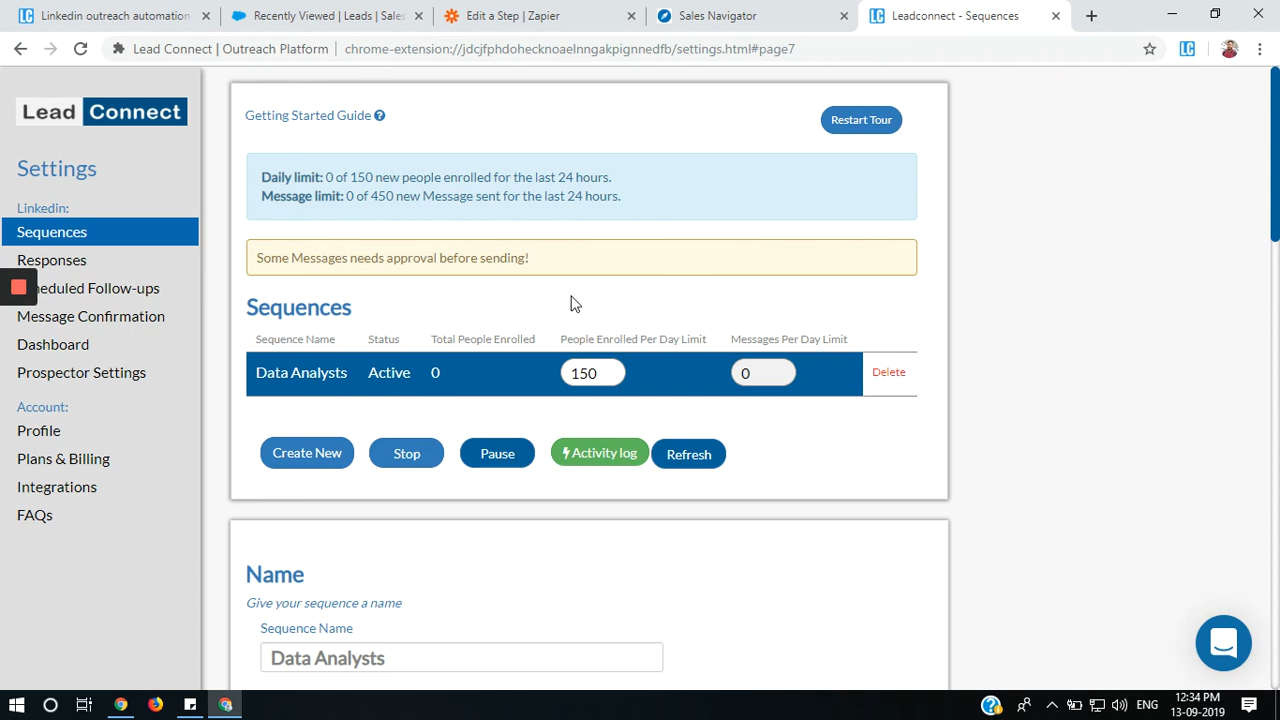 Linkedin outreach automation
Recently Viewed | Leads | Sales
Edit a Step | Zapier
Sales Navigator
Leadconnect - Sequences
Lead Connect | Outreach Platform
chrome-extension://jdcjfphdohecknoaelnngakpignnedfb/settings.html#page7
Lead Connect
Settings
Linkedin:
Sequences
Responses
heduled Follow-ups
Message Confirmation
Dashboard
Prospector Settings
Account:
Profile
Plans & Billing
Integrations
FAQs
Getting Started Guide
Restart Tour
Daily limit: 0 of 150 new people enrolled for the last 24 hours.
Message limit: 0 of 450 new Message sent for the last 24 hours.
Some Messages needs approval before sending!
Sequences
Sequence Name Status Total People Enrolled People Enrolled Per Day Limit Messages Per Day Limit
Data Analysts Active 0 150 0 Delete
Create New Stop Pause Activity log Refresh
Name
Give your sequence a name
Sequence Name
Data Analysts
ENG
12:34 PM
13-09-2019